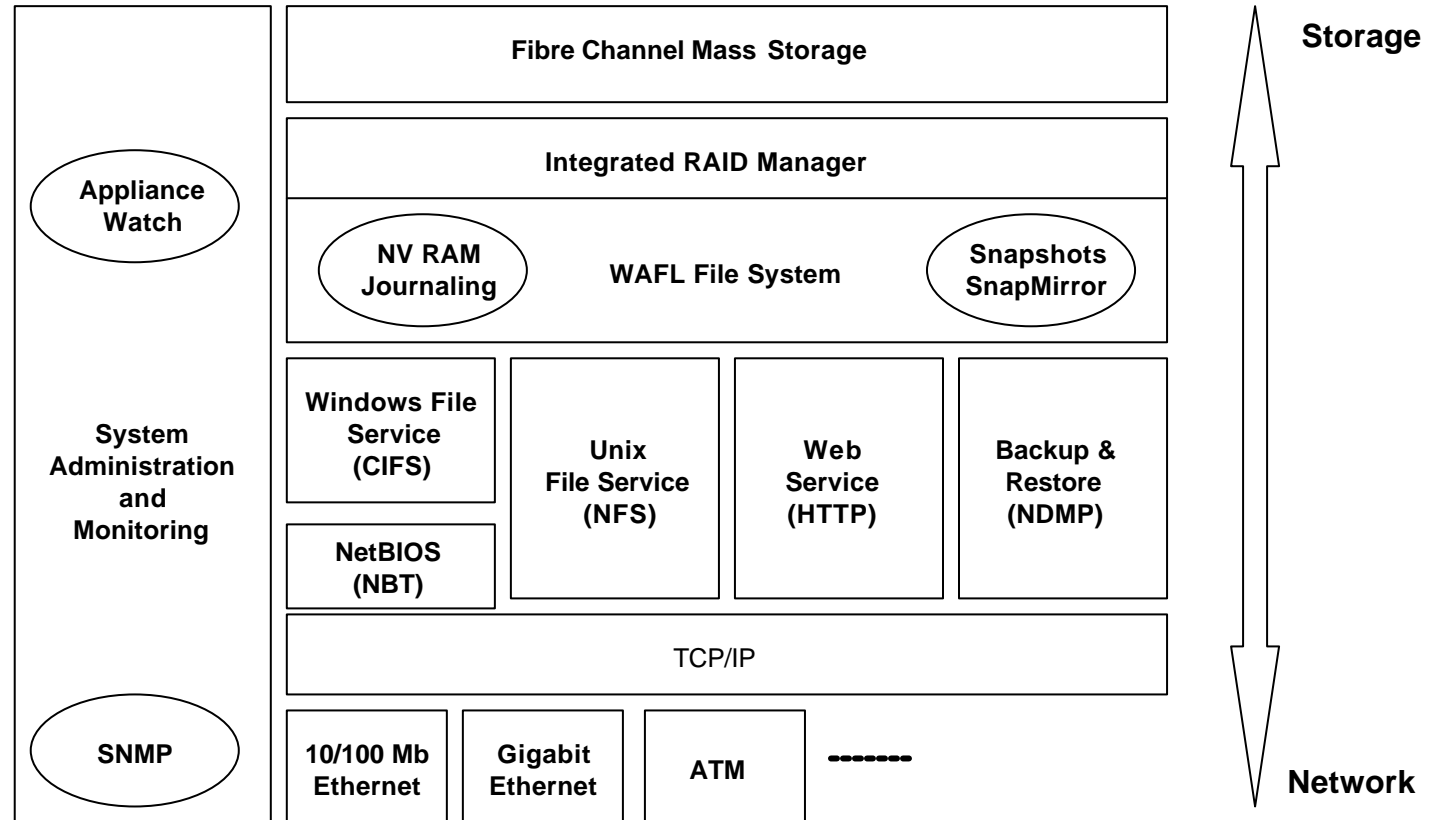 Storage
Fibre Channel Mass Storage
Integrated RAID Manager
Appliance
Watch
NV RAM
Journaling
WAFL File System
Snapshots
SnapMirror
System
Administration
and
Monitoring
Windows File
Service
(CIFS)
NetBIOS
(NBT)
Unix
File Service
(NFS)
Web
Service
(HTTP)
Backup &
Restore
(NDMP)
TCP/IP
SNMP
10/100 Mb
Ethernet
Gigabit
Ethernet
ATM
Network